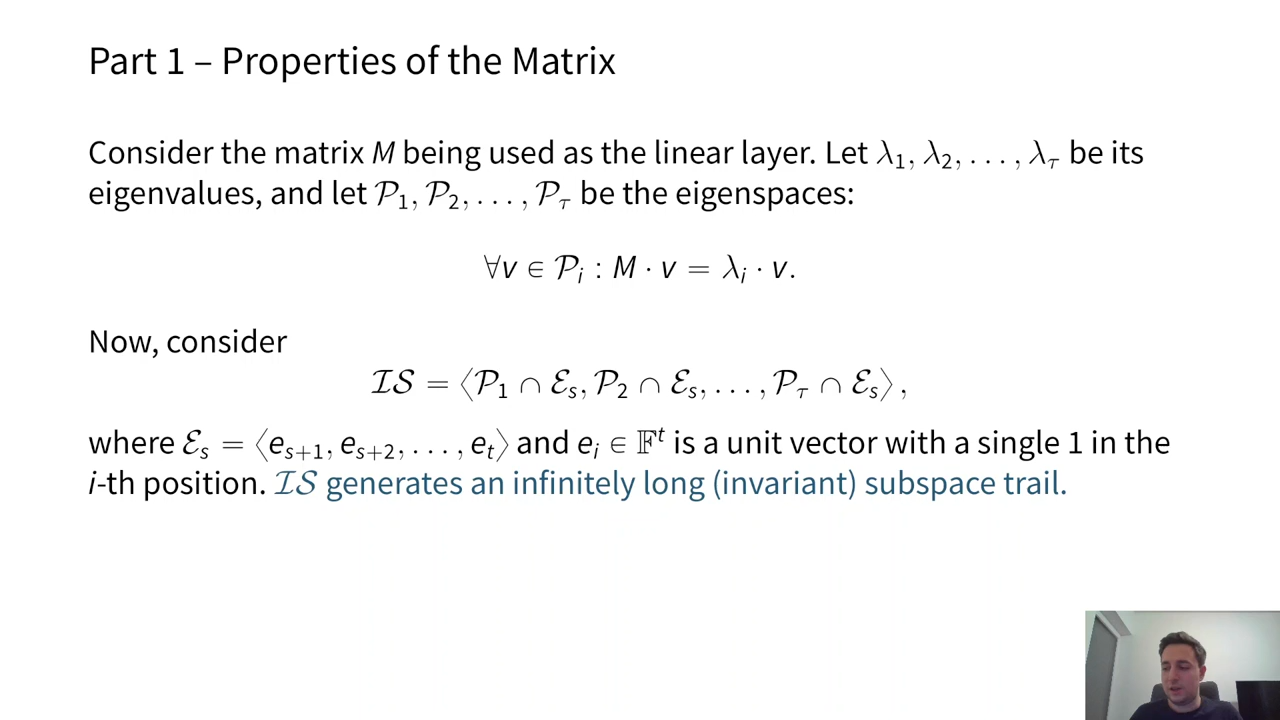 Part 1 – Properties of the Matrix
Consider the matrix M being used as the linear layer. Let λ₁, λ₂, . . . , λ_τ be its
eigenvalues, and let 𝒫₁, 𝒫₂, . . . , 𝒫_τ be the eigenspaces:
∀v ∈ 𝒫ᵢ : M · v = λᵢ · v.
Now, consider
ℐ𝒮 = ⟨𝒫₁ ∩ ℰₛ, 𝒫₂ ∩ ℰₛ, . . . , 𝒫_τ ∩ ℰₛ⟩ ,
where ℰₛ = ⟨eₛ₊₁, eₛ₊₂, . . . , eₜ⟩ and eᵢ ∈ 𝔽ᵗ is a unit vector with a single 1 in the
i-th position. ℐ𝒮 generates an infinitely long (invariant) subspace trail.